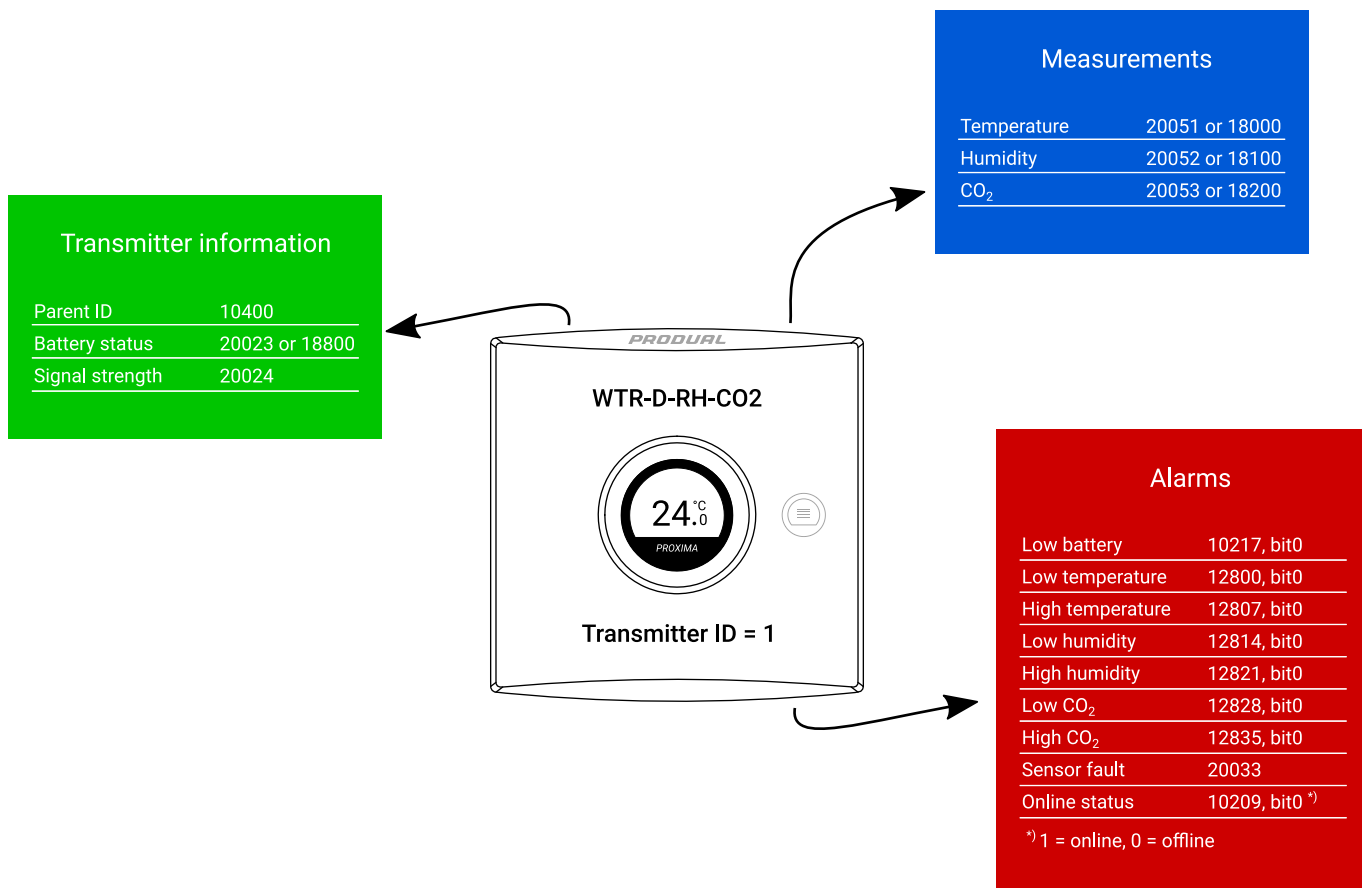 Measurements
Temperature 20051 or 18000
Humidity 20052 or 18100
CO₂ 20053 or 18200
Transmitter information
Parent ID 10400
Battery status 20023 or 18800
Signal strength 20024
PRODUAL
WTR-D-RH-CO2
24.0 °C
PROXIMA
Transmitter ID = 1
Alarms
Low battery 10217, bit0
Low temperature 12800, bit0
High temperature 12807, bit0
Low humidity 12814, bit0
High humidity 12821, bit0
Low CO₂ 12828, bit0
High CO₂ 12835, bit0
Sensor fault 20033
Online status 10209, bit0 *)
*) 1 = online, 0 = offline